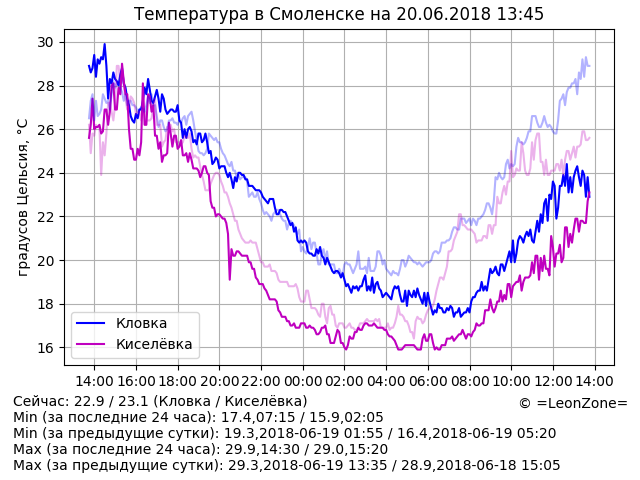 Температура в Смоленске на 20.06.2018 13:45
градусов Цельсия, °C
30
28
26
24
22
20
18
16
Кловка
Киселёвка
14:00 16:00 18:00 20:00 22:00 00:00 02:00 04:00 06:00 08:00 10:00 12:00 14:00
© =LeonZone=
Сейчас: 22.9 / 23.1 (Кловка / Киселёвка)
Min (за последние 24 часа): 17.4,07:15 / 15.9,02:05
Min (за предыдущие сутки): 19.3,2018-06-19 01:55 / 16.4,2018-06-19 05:20
Max (за последние 24 часа): 29.9,14:30 / 29.0,15:20
Max (за предыдущие сутки): 29.3,2018-06-19 13:35 / 28.9,2018-06-18 15:05